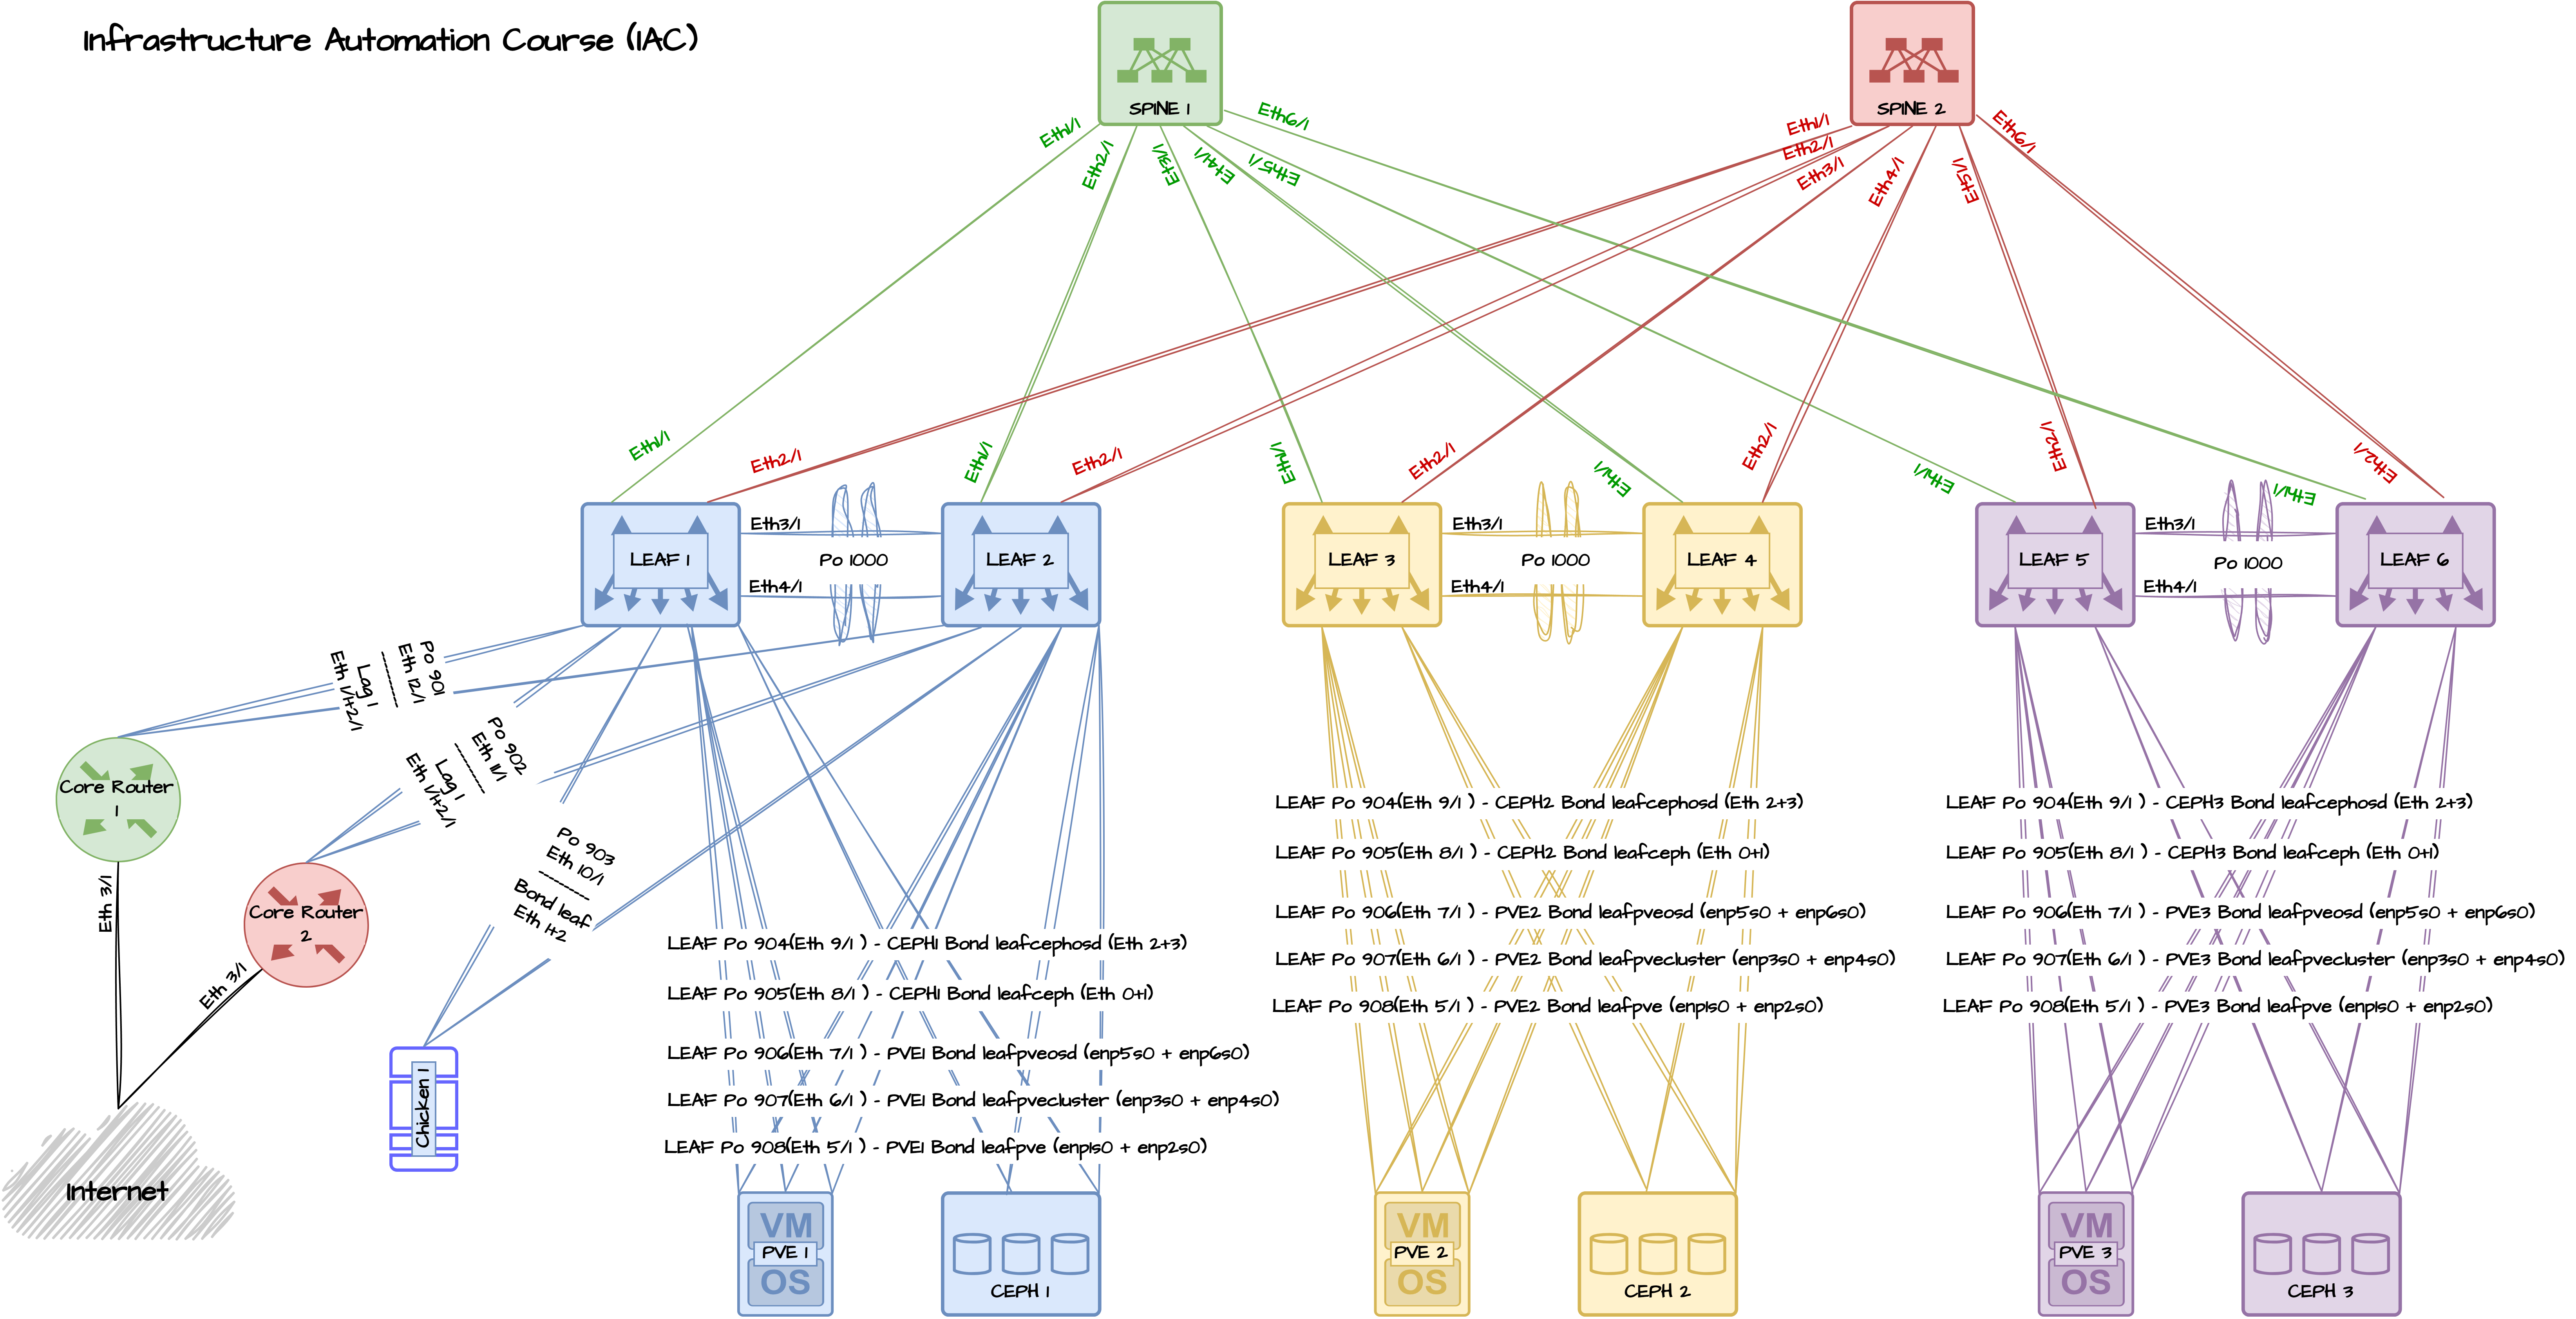 Infrastructure Automation Course (IAC)
SPINE 1
SPINE 2
Eth1/1
Eth2/1
Eth3/1
Eth4/1
Eth5/1
Eth6/1
Eth1/1
Eth2/1
Eth3/1
Eth4/1
Eth5/1
Eth6/1
Eth1/1
Eth2/1
Eth1/1
Eth2/1
Eth1/1
Eth2/1
Eth1/1
Eth2/1
Eth1/1
Eth2/1
Eth1/1
Eth2/1
LEAF 1
Eth3/1
Po 1000
Eth4/1
LEAF 2
LEAF 3
Eth3/1
Po 1000
Eth4/1
LEAF 4
LEAF 5
Eth3/1
Po 1000
Eth4/1
LEAF 6
Po 901
Eth 12/1
----------
Lag 1
Eth 1/1+2/1
Po 902
Eth 11/1
----------
Lag 1
Eth 1/1+2/1
Po 903
Eth 10/1
----------
Bond leaf
Eth 1+2
Core Router
1
Core Router
2
Eth 3/1
Eth 3/1
Internet
Chicken 1
LEAF Po 904(Eth 9/1 ) - CEPH1 Bond leafcephosd (Eth 2+3)
LEAF Po 905(Eth 8/1 ) - CEPH1 Bond leafceph (Eth 0+1)
LEAF Po 906(Eth 7/1 ) - PVE1 Bond leafpveosd (enp5s0 + enp6s0)
LEAF Po 907(Eth 6/1 ) - PVE1 Bond leafpvecluster (enp3s0 + enp4s0)
LEAF Po 908(Eth 5/1 ) - PVE1 Bond leafpve (enp1s0 + enp2s0)
LEAF Po 904(Eth 9/1 ) - CEPH2 Bond leafcephosd (Eth 2+3)
LEAF Po 905(Eth 8/1 ) - CEPH2 Bond leafceph (Eth 0+1)
LEAF Po 906(Eth 7/1 ) - PVE2 Bond leafpveosd (enp5s0 + enp6s0)
LEAF Po 907(Eth 6/1 ) - PVE2 Bond leafpvecluster (enp3s0 + enp4s0)
LEAF Po 908(Eth 5/1 ) - PVE2 Bond leafpve (enp1s0 + enp2s0)
LEAF Po 904(Eth 9/1 ) - CEPH3 Bond leafcephosd (Eth 2+3)
LEAF Po 905(Eth 8/1 ) - CEPH3 Bond leafceph (Eth 0+1)
LEAF Po 906(Eth 7/1 ) - PVE3 Bond leafpveosd (enp5s0 + enp6s0)
LEAF Po 907(Eth 6/1 ) - PVE3 Bond leafpvecluster (enp3s0 + enp4s0)
LEAF Po 908(Eth 5/1 ) - PVE3 Bond leafpve (enp1s0 + enp2s0)
VM
PVE 1
OS
CEPH 1
VM
PVE 2
OS
CEPH 2
VM
PVE 3
OS
CEPH 3